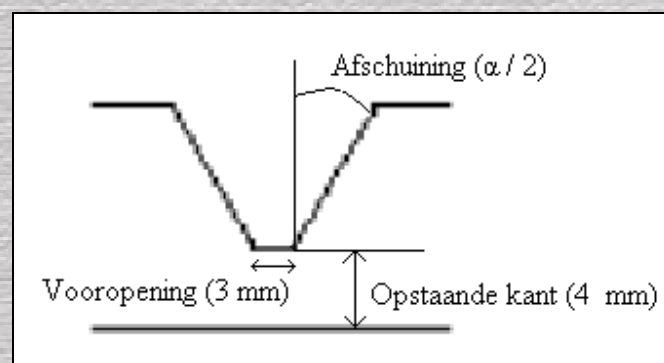 Afschuining (α / 2)
Vooropening (3 mm)
Opstaande kant (4 mm)